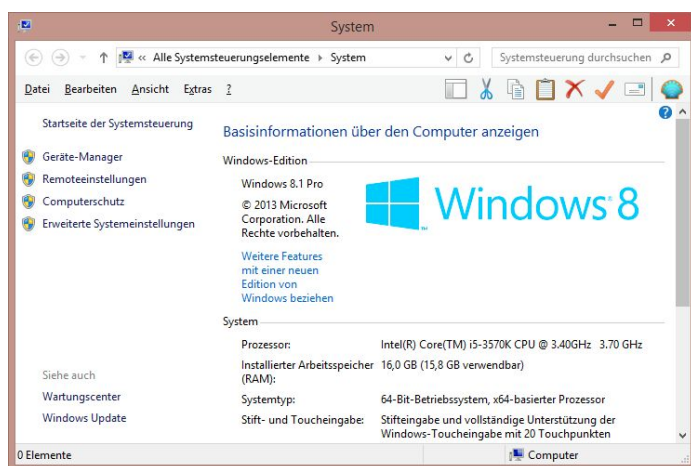 System
« Alle Systemsteuerungselemente ▸ System
Systemsteuerung durchsuchen
Datei Bearbeiten Ansicht Extras ?
Startseite der Systemsteuerung
Geräte-Manager
Remoteeinstellungen
Computerschutz
Erweiterte Systemeinstellungen
Siehe auch
Wartungscenter
Windows Update
Basisinformationen über den Computer anzeigen
Windows-Edition
Windows 8.1 Pro
© 2013 Microsoft
Corporation. Alle
Rechte vorbehalten.
Weitere Features
mit einer neuen
Edition von
Windows beziehen
Windows 8
System
Prozessor: Intel(R) Core(TM) i5-3570K CPU @ 3.40GHz 3.70 GHz
Installierter Arbeitsspeicher 16,0 GB (15,8 GB verwendbar)
(RAM):
Systemtyp: 64-Bit-Betriebssystem, x64-basierter Prozessor
Stift- und Toucheingabe: Stifteingabe und vollständige Unterstützung der
Windows-Toucheingabe mit 20 Touchpunkten
0 Elemente
Computer